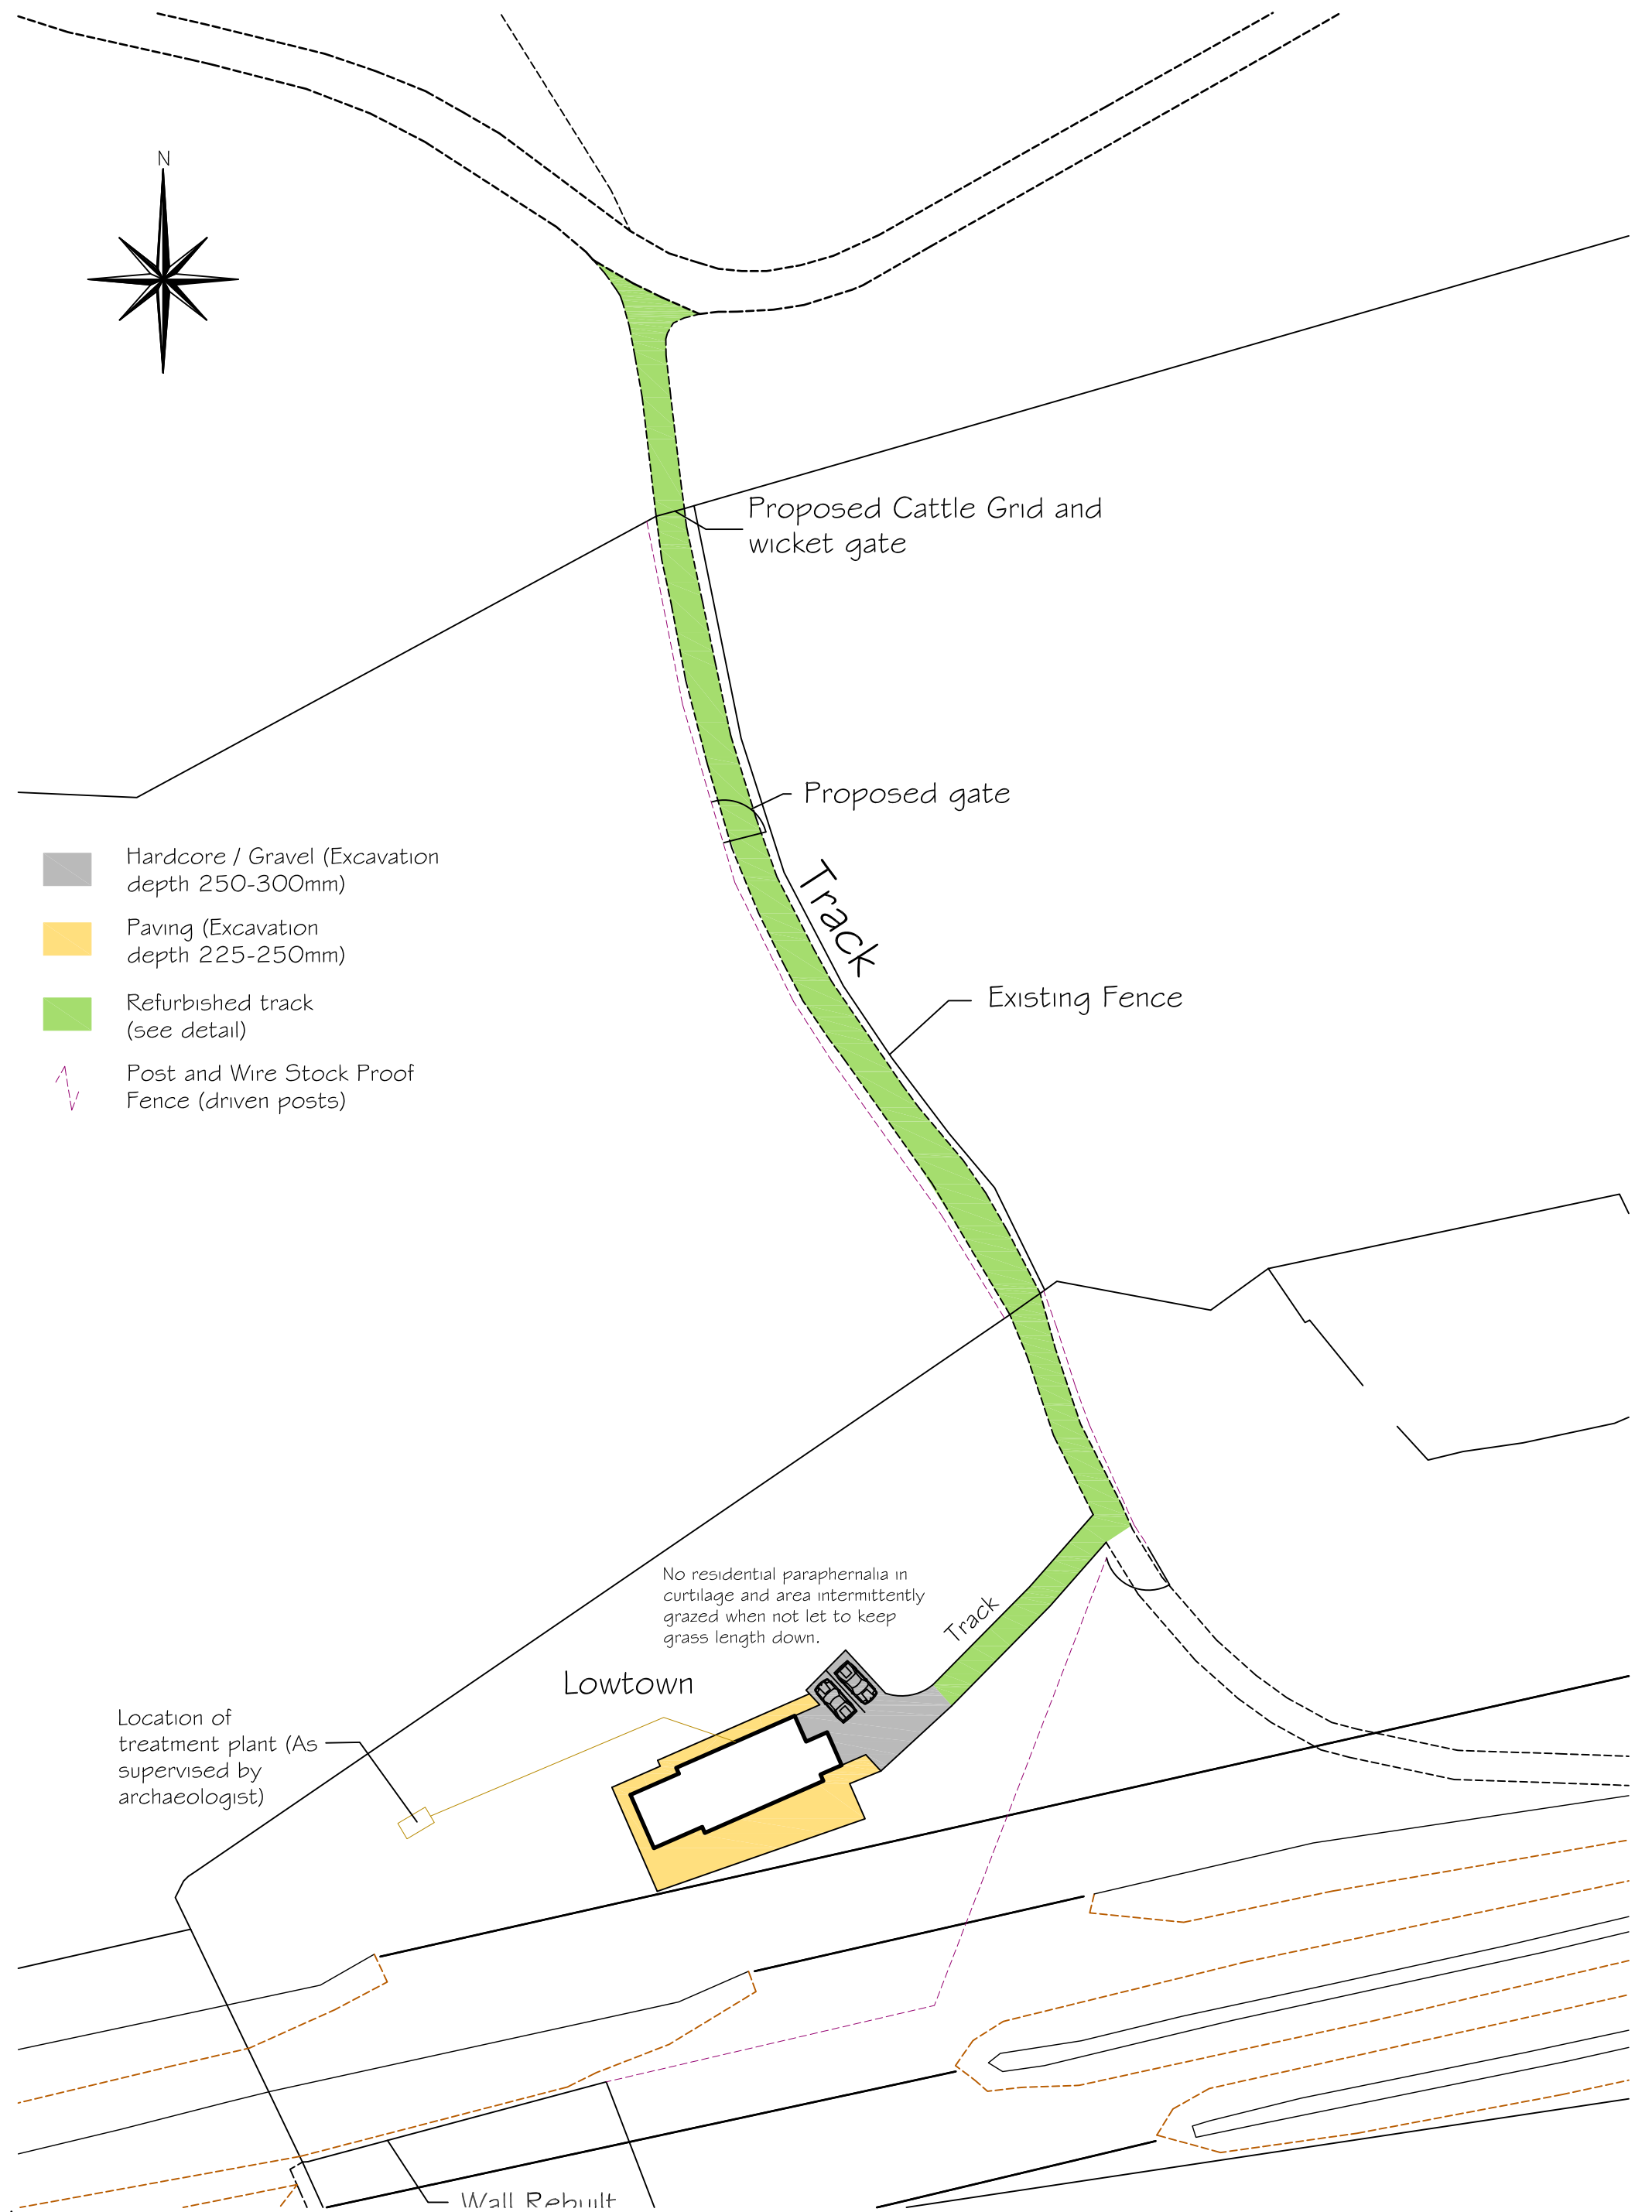 N
Proposed Cattle Grid and
wicket gate
Proposed gate
Hardcore / Gravel (Excavation
depth 250-300mm)
Paving (Excavation
depth 225-250mm)
Refurbished track
(see detail)
Post and Wire Stock Proof
Fence (driven posts)
Track
Existing Fence
No residential paraphernalia in
curtilage and area intermittently
grazed when not let to keep
grass length down.
Track
Lowtown
Location of
treatment plant (As
supervised by
archaeologist)
Wall Rebuilt